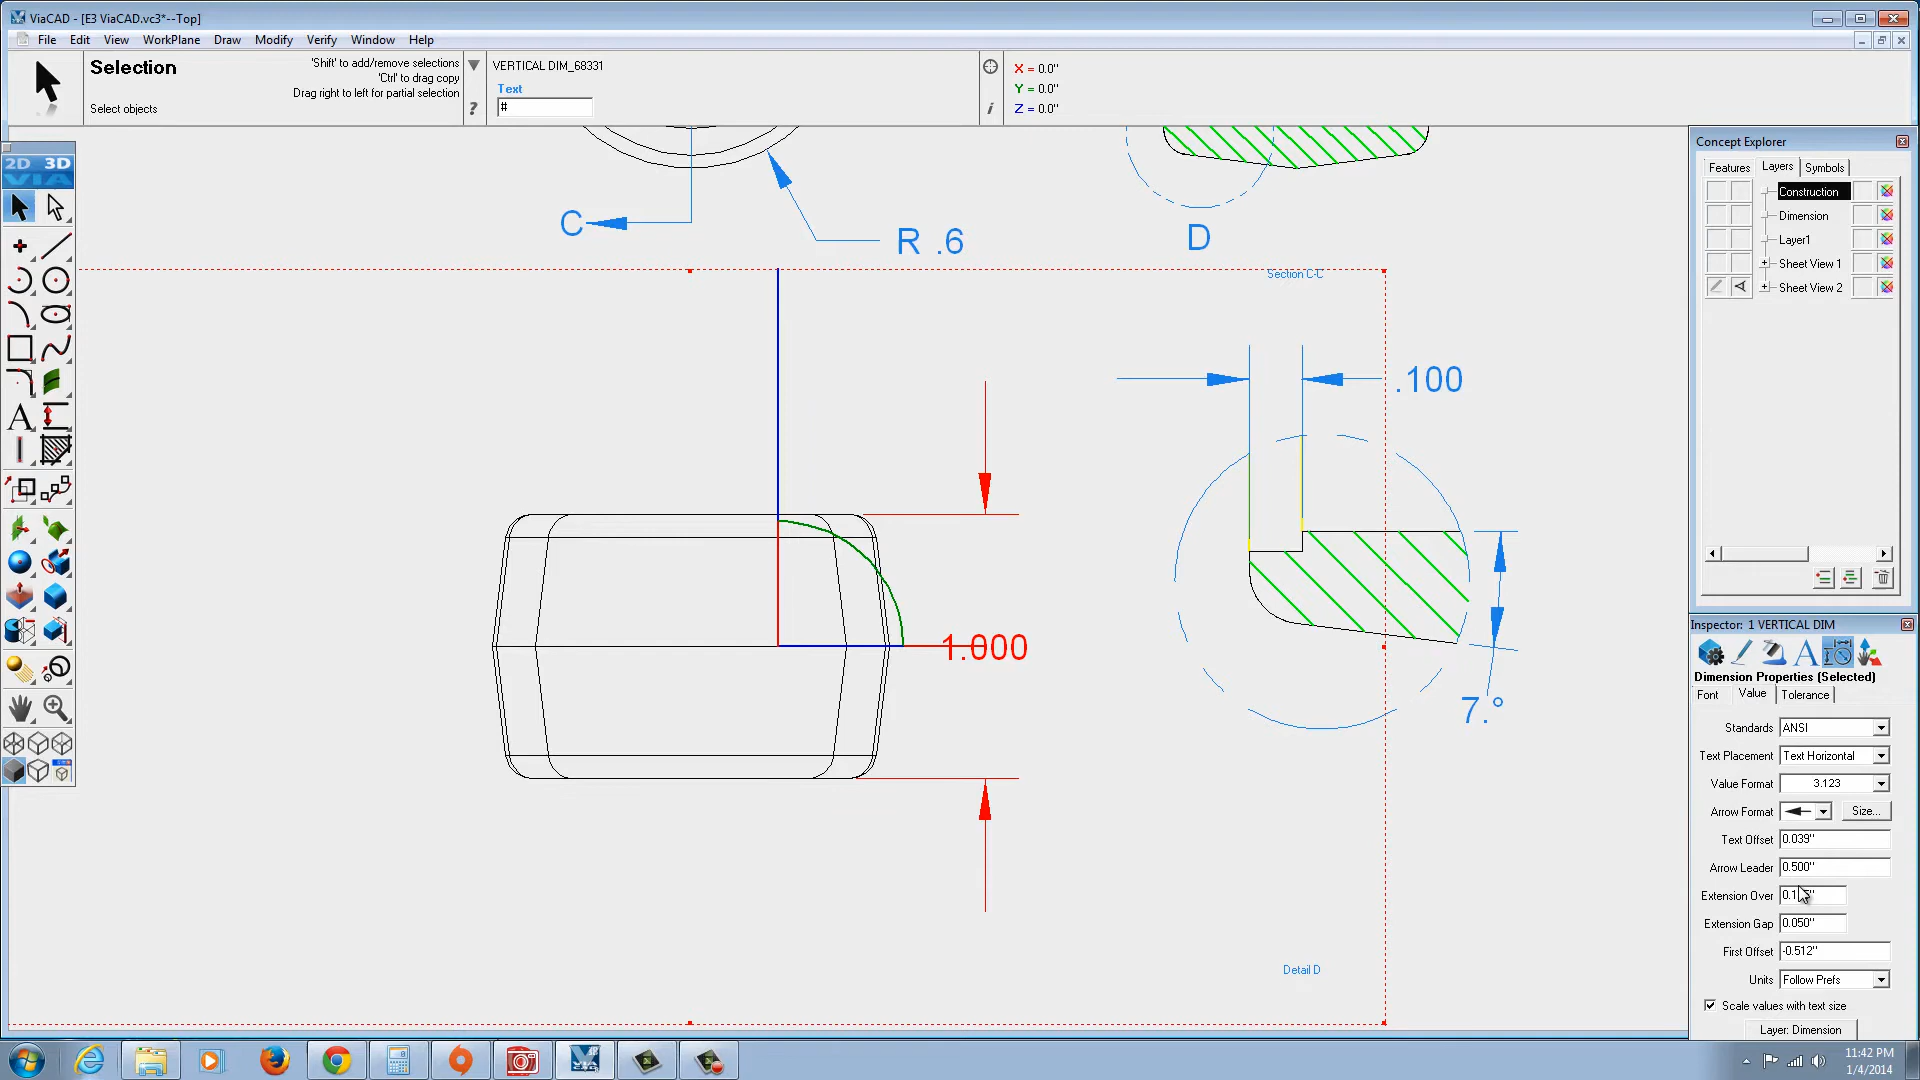 ViaCAD - [E3 ViaCAD.vc3*--Top]
File Edit View WorkPlane Draw Modify Verify Window Help
Selection
'Shift' to add/remove selections
'Ctrl' to drag copy
Drag right to left for partial selection
Select objects
?
VERTICAL DIM_68331
Text
#
i
X = 0.0"
Y = 0.0"
Z = 0.0"
2D 3D
VIA
A
C
R .6
D
Section C-C
.100
1.000
7.°
Detail D
Concept Explorer
Features Layers Symbols
Construction
Dimension
Layer1
Sheet View 1
Sheet View 2
Inspector: 1 VERTICAL DIM
A
Dimension Properties (Selected)
Font Value Tolerance
Standards ANSI
Text Placement Text Horizontal
Value Format 3.123
Arrow Format Size...
Text Offset 0.039"
Arrow Leader 0.500"
Extension Over
Extension Gap 0.050"
First Offset -0.512"
Units Follow Prefs
Scale values with text size
Layer: Dimension
11:42 PM
1/4/2014